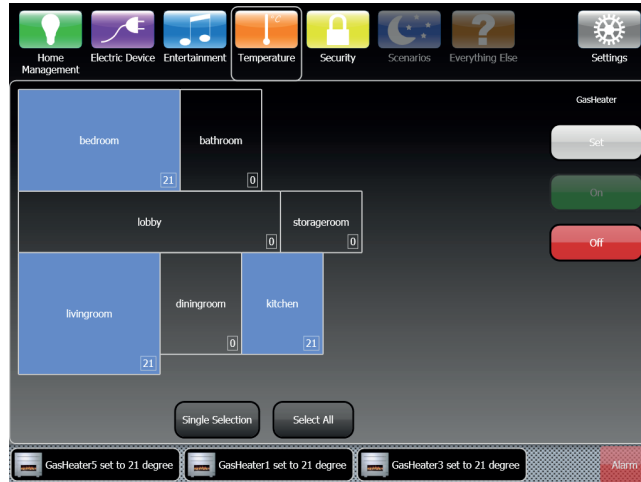 °C
?
Home
Management
Electric Device
Entertainment
Temperature
Security
Scenarios
Everything Else
Settings
GasHeater
bedroom
21
bathroom
0
Set
On
lobby
0
storageroom
0
Off
livingroom
21
diningroom
0
kitchen
21
Single Selection
Select All
GasHeater5 set to 21 degree
GasHeater1 set to 21 degree
GasHeater3 set to 21 degree
Alarm